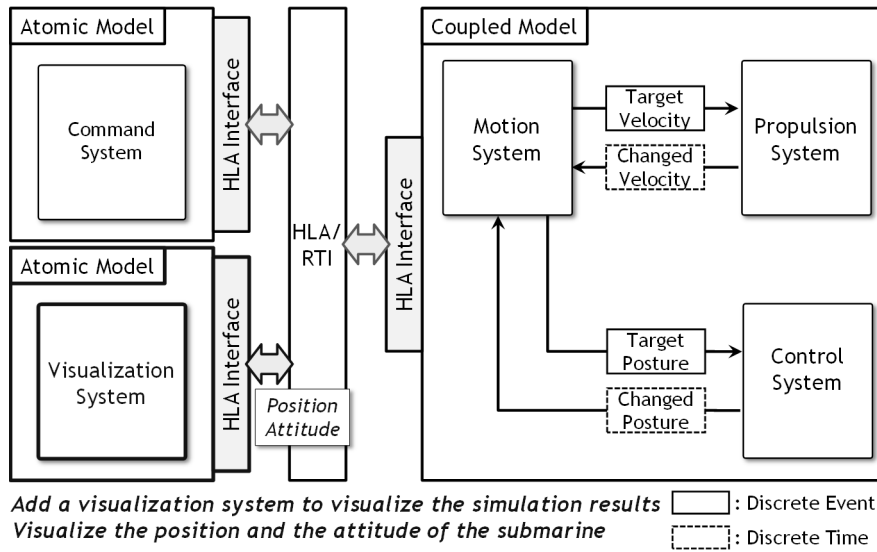 Atomic Model
Command
System
HLA Interface
Atomic Model
Visualization
System
HLA Interface
Position
Attitude
HLA/
RTI
HLA Interface
Coupled Model
Motion
System
Target
Velocity
Changed
Velocity
Propulsion
System
Target
Posture
Changed
Posture
Control
System
Add a visualization system to visualize the simulation results
Visualize the position and the attitude of the submarine
: Discrete Event
: Discrete Time